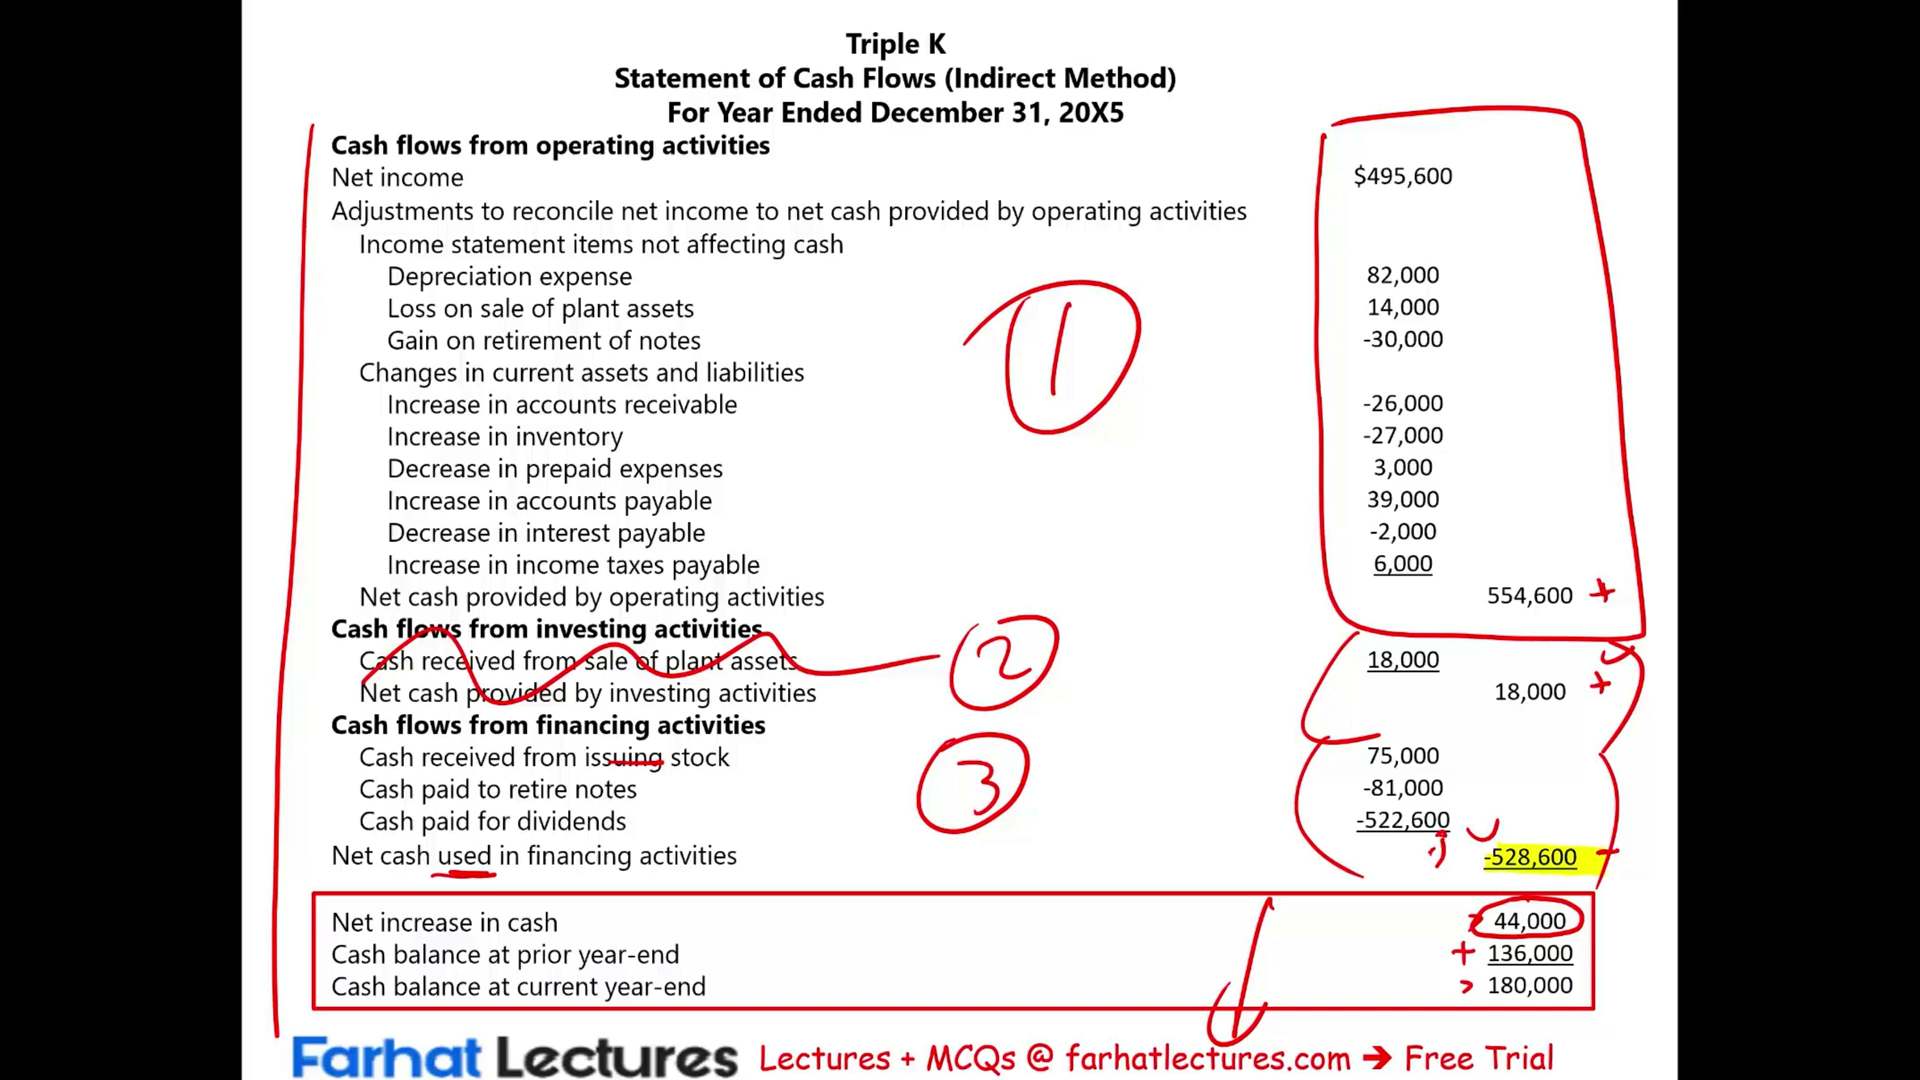 Triple K
Statement of Cash Flows (Indirect Method)
For Year Ended December 31, 20X5
Cash flows from operating activities
Net income $495,600
Adjustments to reconcile net income to net cash provided by operating activities
Income statement items not affecting cash
Depreciation expense 82,000
Loss on sale of plant assets 14,000
Gain on retirement of notes -30,000
Changes in current assets and liabilities
Increase in accounts receivable -26,000
Increase in inventory -27,000
Decrease in prepaid expenses 3,000
Increase in accounts payable 39,000
Decrease in interest payable -2,000
Increase in income taxes payable 6,000
Net cash provided by operating activities 554,600 +
1
Cash flows from investing activities
Cash received from sale of plant assets 18,000
Net cash provided by investing activities 18,000 +
2
Cash flows from financing activities
Cash received from issuing stock 75,000
Cash paid to retire notes -81,000
Cash paid for dividends -522,600
Net cash used in financing activities -528,600 -
3
Net increase in cash 44,000
Cash balance at prior year-end + 136,000
Cash balance at current year-end 180,000
Farhat Lectures Lectures + MCQs @ farhatlectures.com → Free Trial